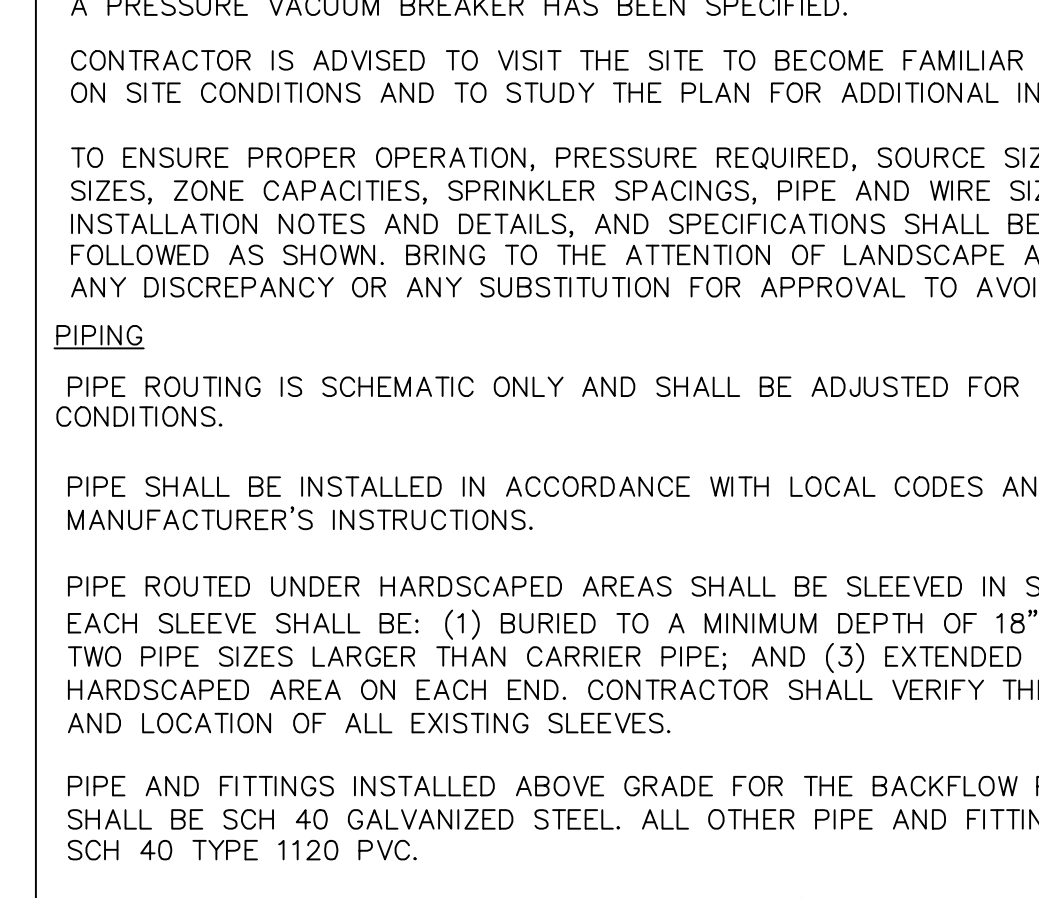 A PRESSURE VACUUM BREAKER HAS BEEN SPECIFIED.
CONTRACTOR IS ADVISED TO VISIT THE SITE TO BECOME FAMILIAR
ON SITE CONDITIONS AND TO STUDY THE PLAN FOR ADDITIONAL
TO ENSURE PROPER OPERATION, PRESSURE REQUIRED, SOURCE
SIZES, ZONE CAPACITIES, SPRINKLER SPACINGS, PIPE AND WIRE
INSTALLATION NOTES AND DETAILS, AND SPECIFICATIONS SHALL BE
FOLLOWED AS SHOWN. BRING TO THE ATTENTION OF LANDSCAPE
ANY DISCREPANCY OR ANY SUBSTITUTION FOR APPROVAL TO
PIPING
PIPE ROUTING IS SCHEMATIC ONLY AND SHALL BE ADJUSTED FOR
CONDITIONS.
PIPE SHALL BE INSTALLED IN ACCORDANCE WITH LOCAL CODES
MANUFACTURER'S INSTRUCTIONS.
PIPE ROUTED UNDER HARDSCAPED AREAS SHALL BE SLEEVED IN
EACH SLEEVE SHALL BE: (1) BURIED TO A MINIMUM DEPTH OF 18"
TWO PIPE SIZES LARGER THAN CARRIER PIPE; AND (3) EXTENDED
HARDSCAPED AREA ON EACH END. CONTRACTOR SHALL VERIFY
AND LOCATION OF ALL EXISTING SLEEVES.
PIPE AND FITTINGS INSTALLED ABOVE GRADE FOR THE BACKFLOW
SHALL BE SCH 40 GALVANIZED STEEL. ALL OTHER PIPE AND
SCH 40 TYPE 1120 PVC.